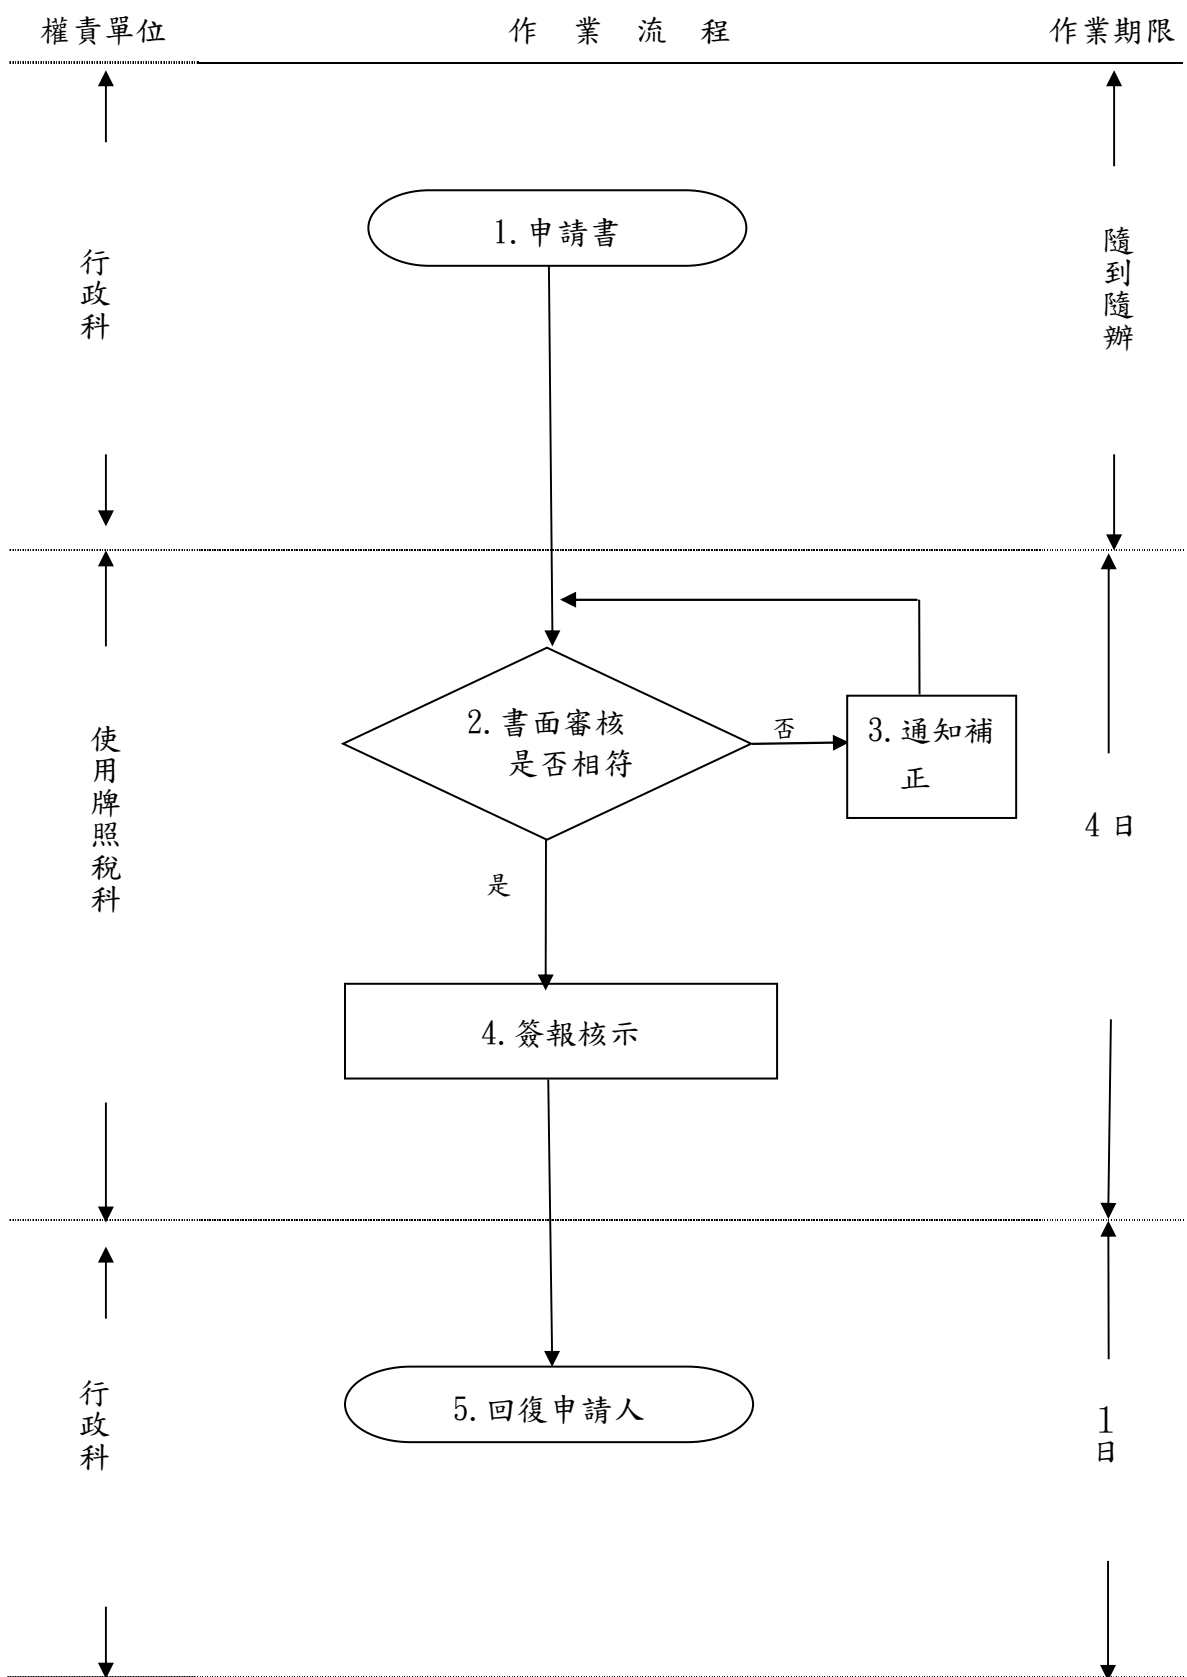 權責單位 作業流程 作業期限
行政科
1.申請書
隨到隨辦
使用牌照稅科
2.書面審核
是否相符
否
3.通知補
正
4日
是
4.簽報核示
行政科
5.回復申請人
1日